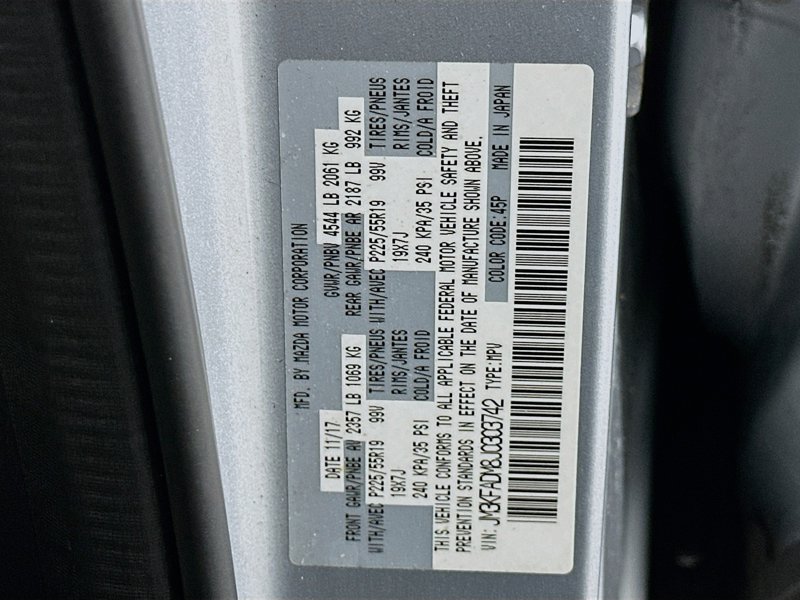 MFD. BY MAZDA MOTOR CORPORATION
DATE 11/17 GVWR/PNBV 4544 LB 2061 KG
FRONT GAWR/PNBE AV 2357 LB 1069 KG REAR GAWR/PNBE AR 2187 LB 992 KG
WITH/AVEC P225/55R19 99V TIRES/PNEUS WITH/AVEC P225/55R19 99V TIRES/PNEUS
19X7J RIMS/JANTES 19X7J RIMS/JANTES
240 KPA/35 PSI COLD/A FROID 240 KPA/35 PSI COLD/A FROID
THIS VEHICLE CONFORMS TO ALL APPLICABLE FEDERAL MOTOR VEHICLE SAFETY AND THEFT
PREVENTION STANDARDS IN EFFECT ON THE DATE OF MANUFACTURE SHOWN ABOVE.
VIN: JM3KFADM8J0303742 TYPE:MPV COLOR CODE:45P MADE IN JAPAN